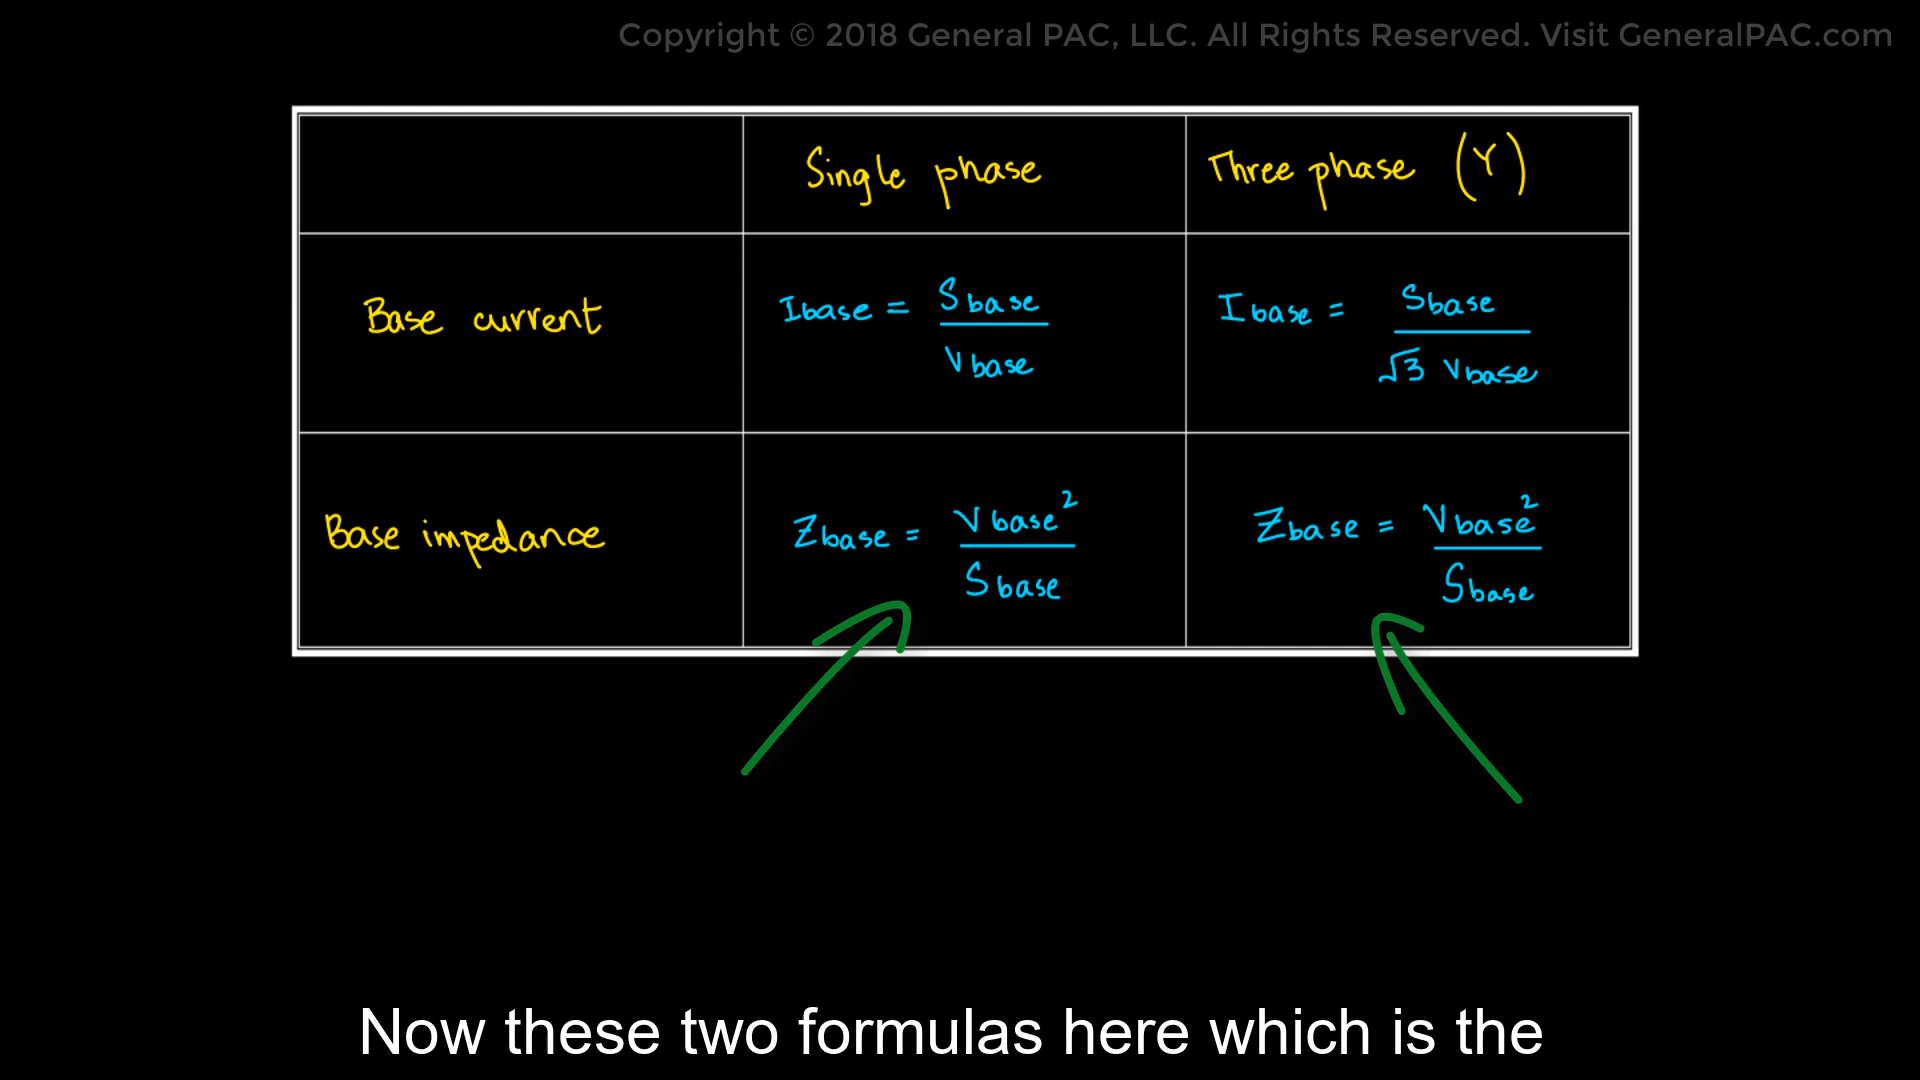 Copyright © 2018 General PAC, LLC. All Rights Reserved. Visit GeneralPAC.com
Single phase
Three phase (Y)
Base current
Ibase = Sbase / Vbase
Ibase = Sbase / √3 Vbase
Base impedance
Zbase = Vbase² / Sbase
Zbase = Vbase² / Sbase
Now these two formulas here which is the